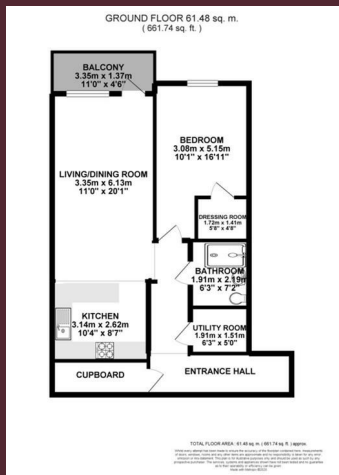 GROUND FLOOR 61.48 sq. m.
( 661.74 sq. ft. )
BALCONY
3.35m x 1.37m
11'0" x 4'6"
BEDROOM
3.08m x 5.15m
10'1" x 16'11"
LIVING/DINING ROOM
3.35m x 6.13m
11'0" x 20'1"
DRESSING ROOM
1.72m x 1.41m
5'8" x 4'8"
BATHROOM
1.91m x 2.19m
6'3" x 7'2"
KITCHEN
3.14m x 2.62m
10'4" x 8'7"
UTILITY ROOM
1.91m x 1.51m
6'3" x 5'0"
CUPBOARD
ENTRANCE HALL
TOTAL FLOOR AREA : 61.48 sq.m. ( 661.74 sq.ft. ) approx.